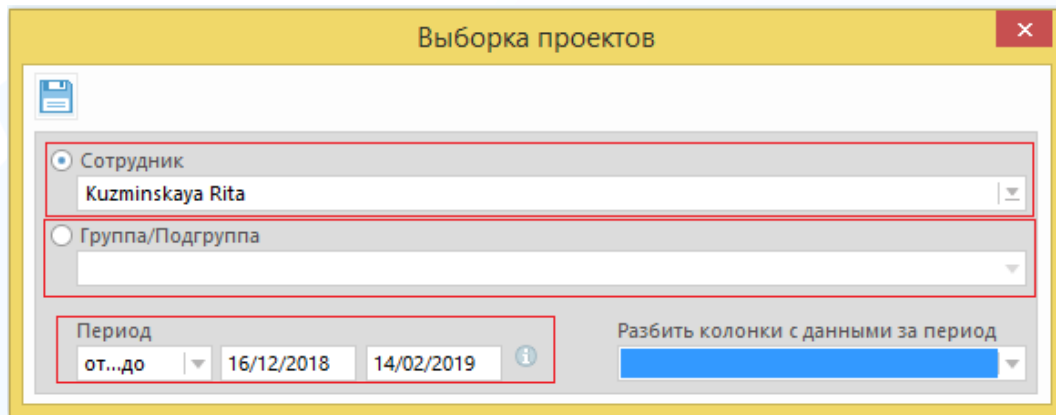 Выборка проектов
Сотрудник
Kuzminskaya Rita
Группа/Подгруппа
Период
Разбить колонки с данными за период
от...до 16/12/2018 14/02/2019